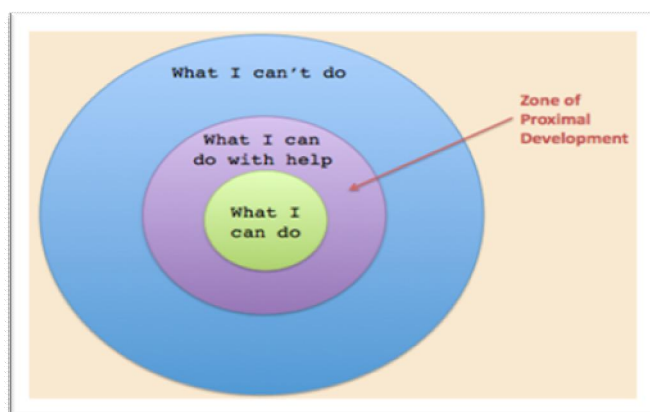 What I can't do
What I can
do with help
What I
can do
Zone of
Proximal
Development